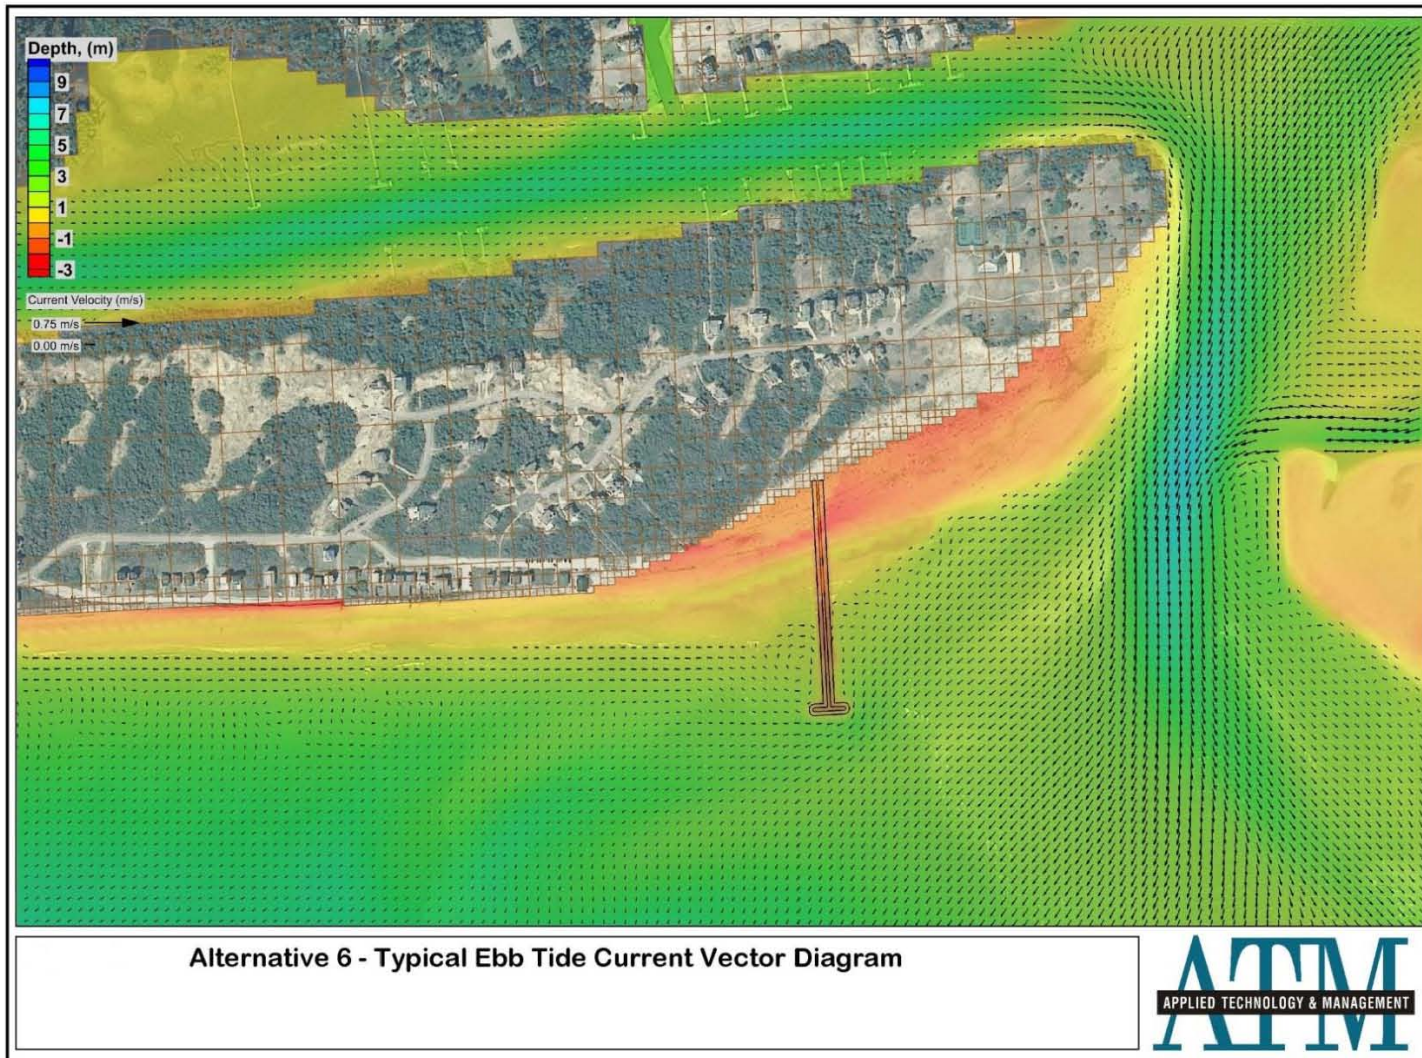 Depth, (m)
9
7
5
3
1
-1
-3
Current Velocity (m/s)
0.75 m/s
0.00 m/s
Alternative 6 - Typical Ebb Tide Current Vector Diagram
ATM
APPLIED TECHNOLOGY & MANAGEMENT